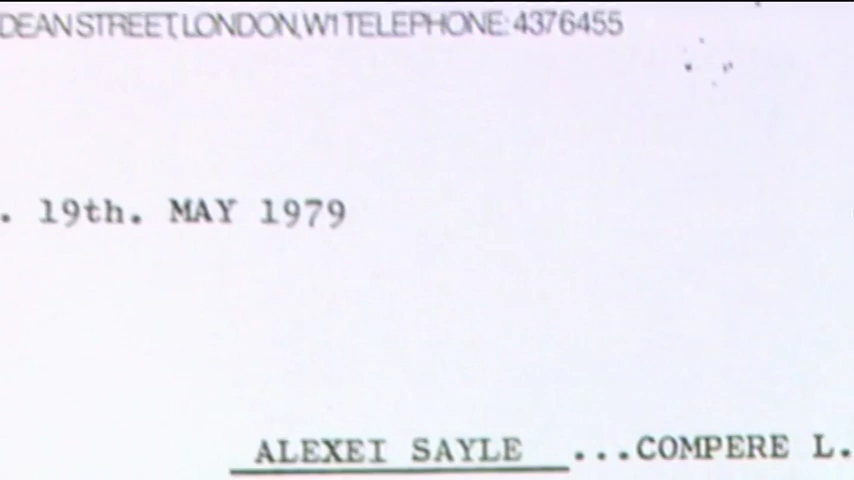 DEAN STREET, LONDON, W1 TELEPHONE: 4376455
. 19th. MAY 1979
ALEXEI SAYLE ...COMPERE L.